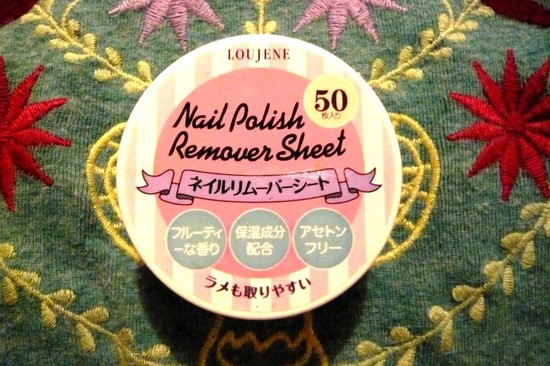 LOUJENE
50
枚入り
Nail Polish
Remover Sheet
ネイルリムーバーシート
フルーティ
ーな香り
保湿成分
配合
アセトン
フリー
ラメも取りやすい